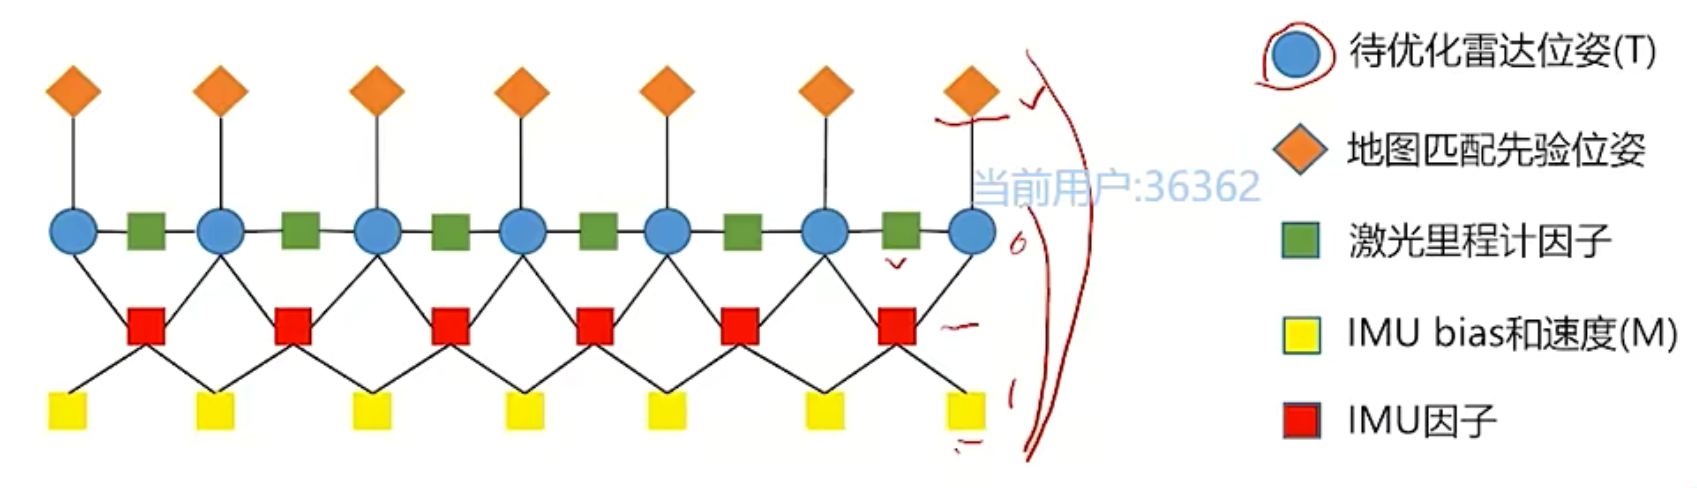 待优化雷达位姿(T)
地图匹配先验位姿
当前用户:36362
激光里程计因子
IMU bias和速度(M)
IMU因子